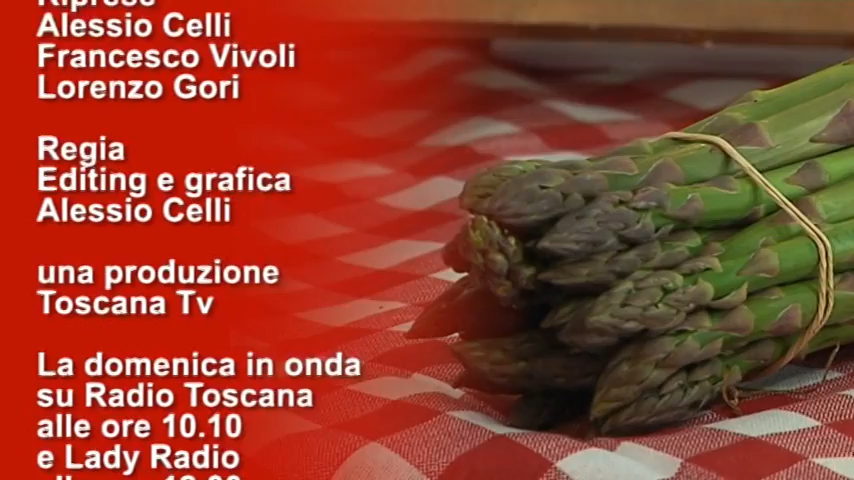 Riprese
Alessio Celli
Francesco Vivoli
Lorenzo Gori
Regia
Editing e grafica
Alessio Celli
una produzione
Toscana Tv
La domenica in onda
su Radio Toscana
alle ore 10.10
e Lady Radio